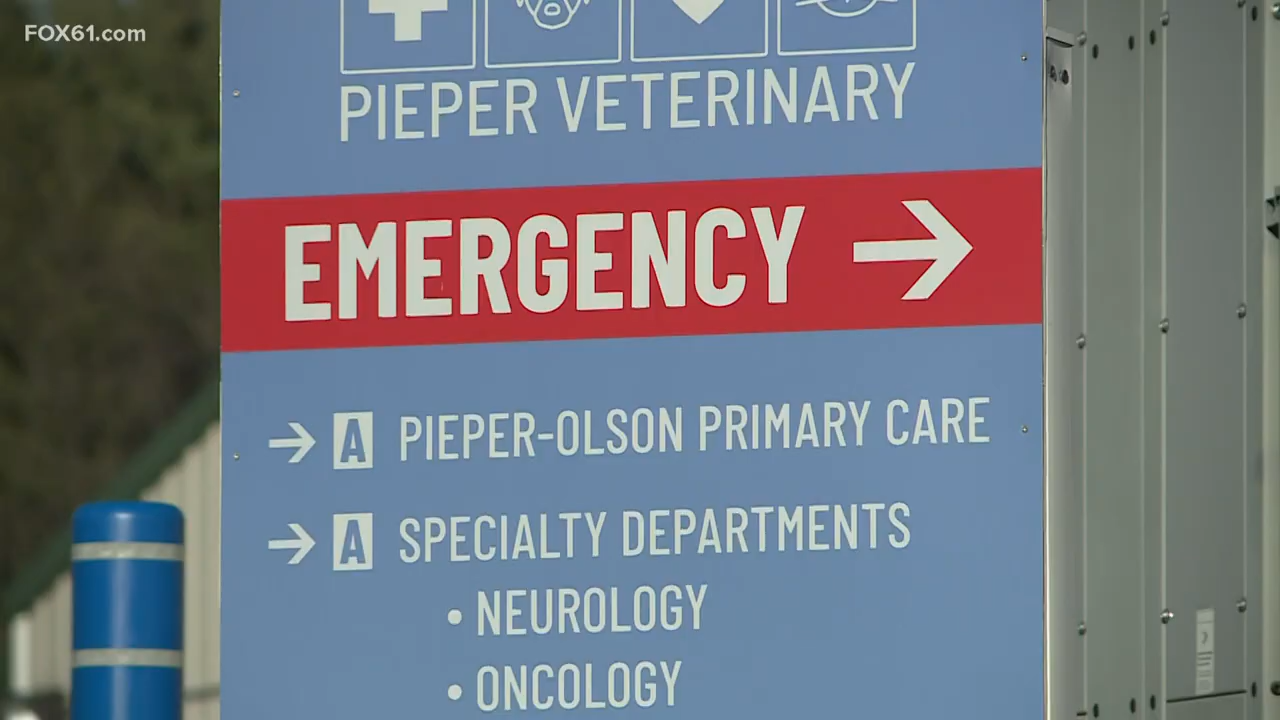 FOX61.com
PIEPER VETERINARY
EMERGENCY →
→ A PIEPER-OLSON PRIMARY CARE
→ A SPECIALTY DEPARTMENTS
• NEUROLOGY
• ONCOLOGY